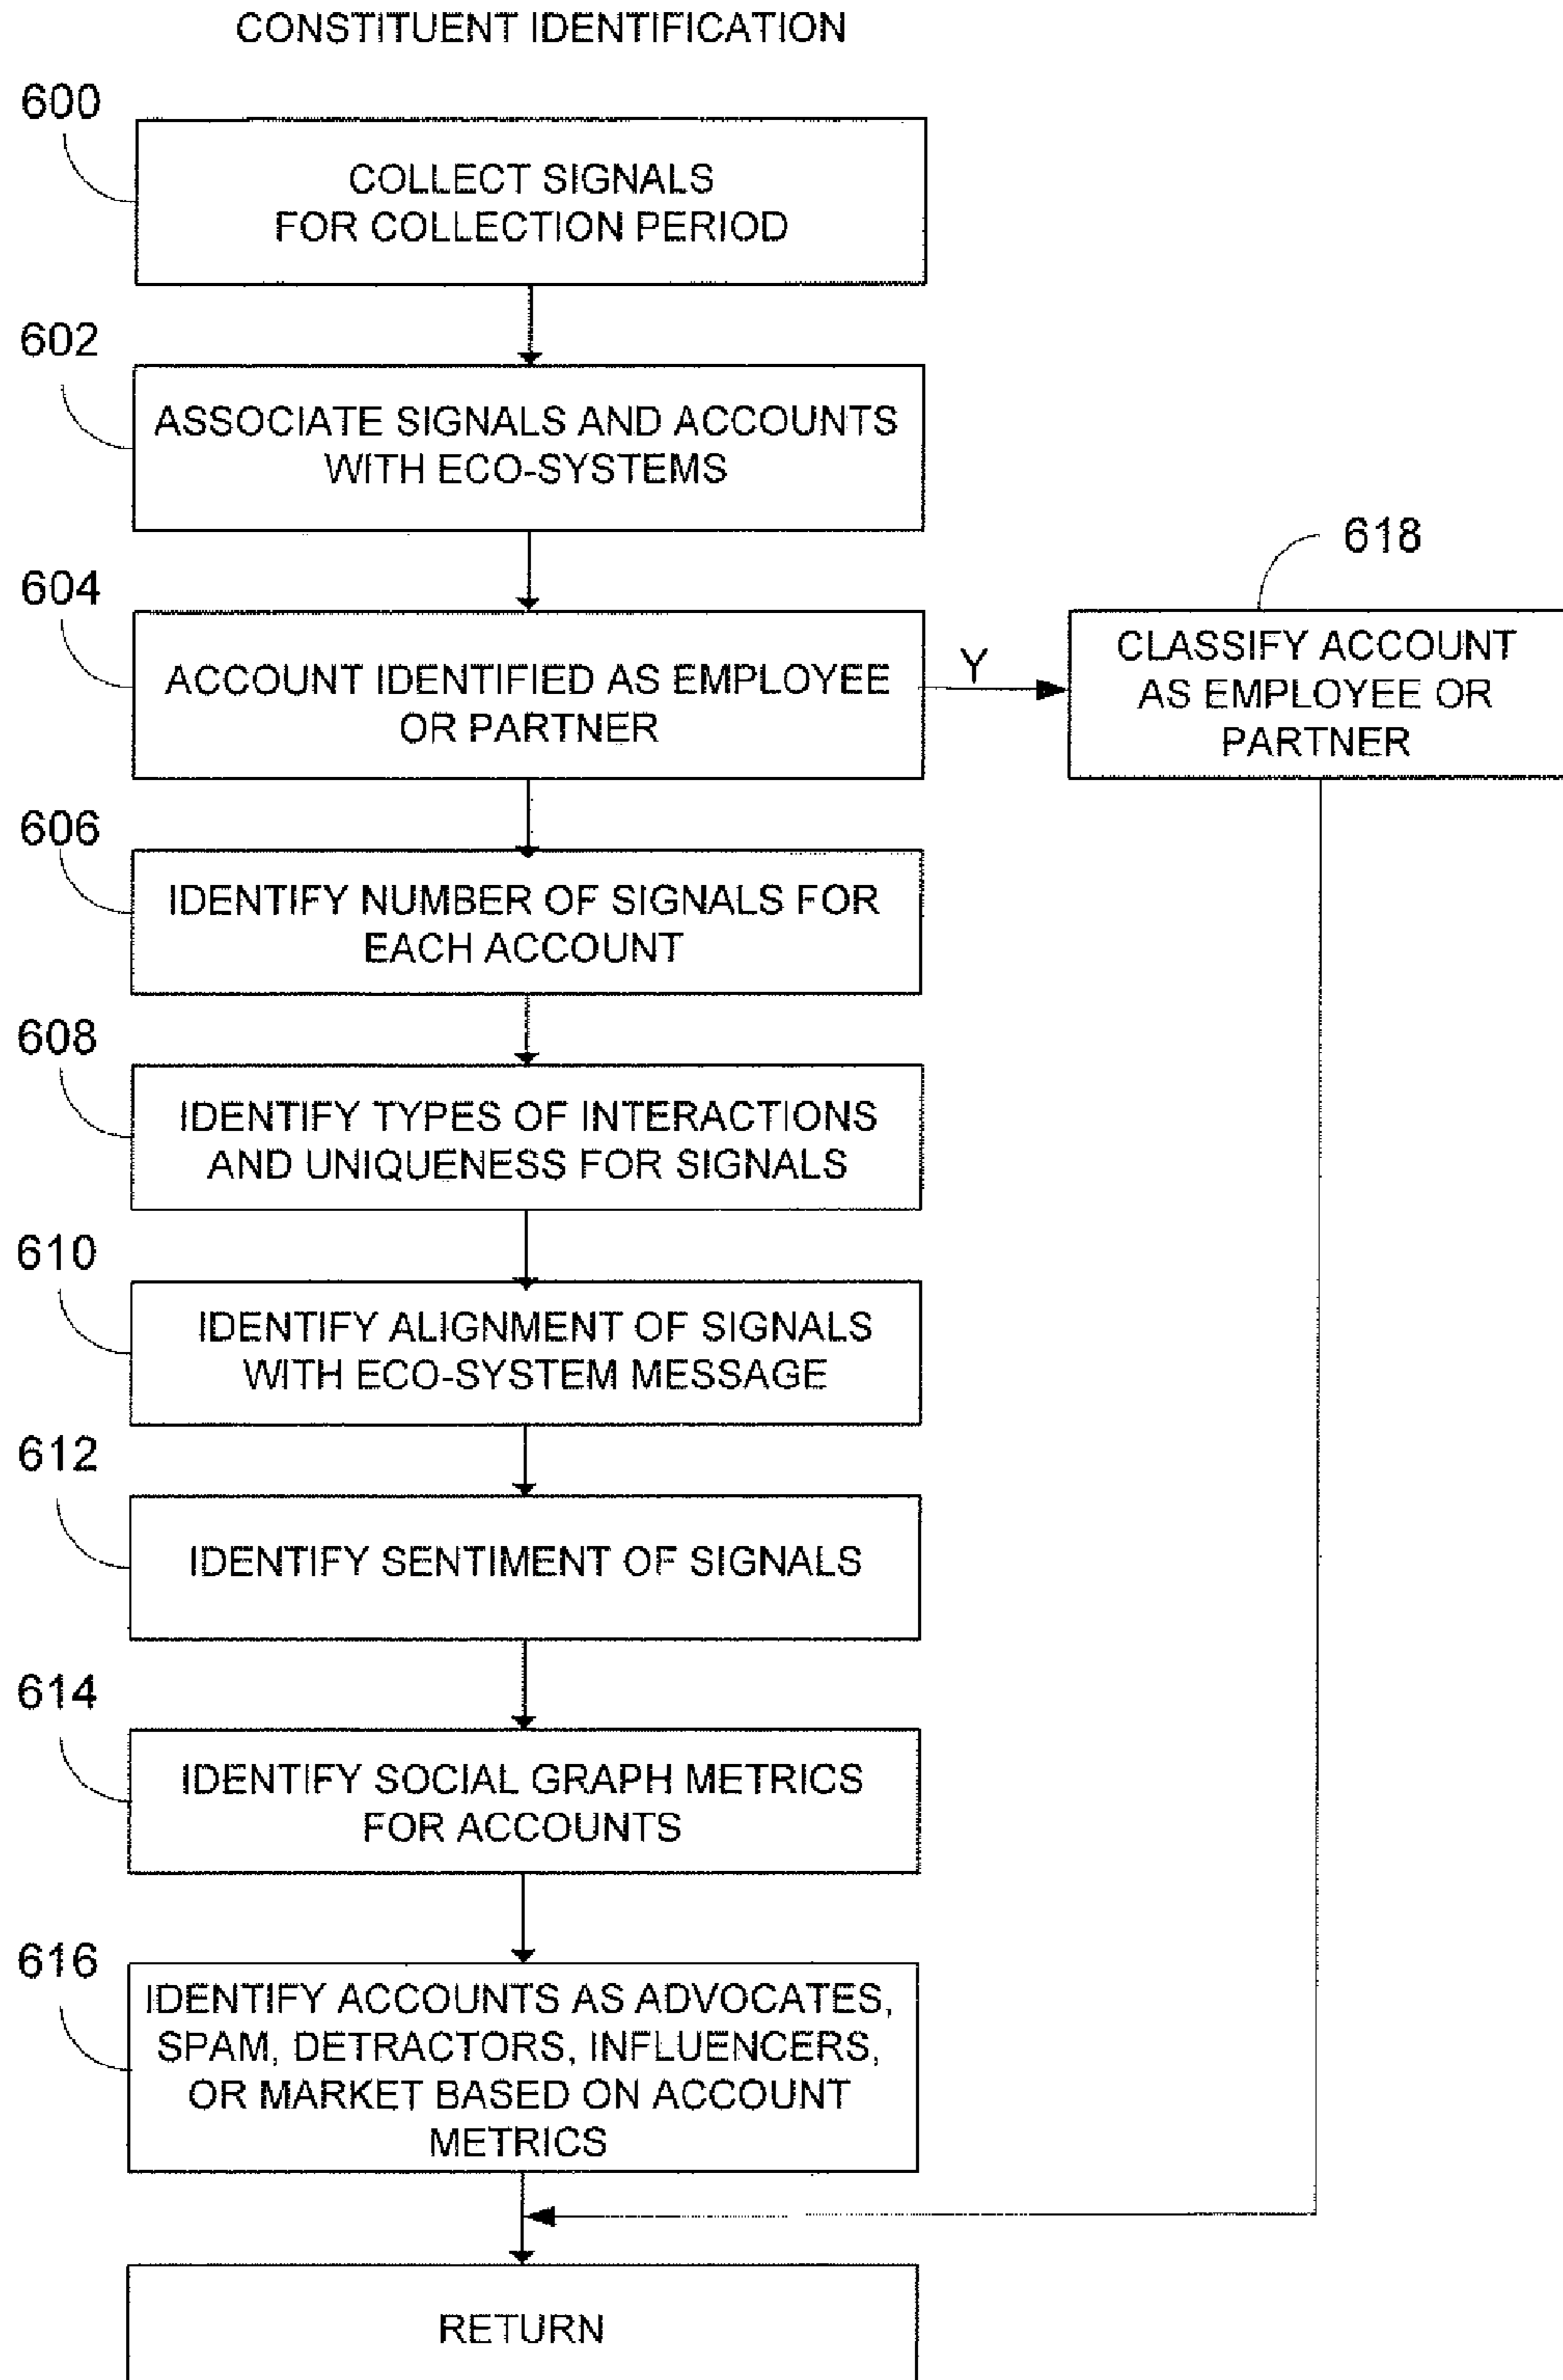 CONSTITUENT IDENTIFICATION
600
COLLECT SIGNALS
FOR COLLECTION PERIOD
602
ASSOCIATE SIGNALS AND ACCOUNTS
WITH ECO-SYSTEMS
604
ACCOUNT IDENTIFIED AS EMPLOYEE
OR PARTNER
Y
618
CLASSIFY ACCOUNT
AS EMPLOYEE OR
PARTNER
606
IDENTIFY NUMBER OF SIGNALS FOR
EACH ACCOUNT
608
IDENTIFY TYPES OF INTERACTIONS
AND UNIQUENESS FOR SIGNALS
610
IDENTIFY ALIGNMENT OF SIGNALS
WITH ECO-SYSTEM MESSAGE
612
IDENTIFY SENTIMENT OF SIGNALS
614
IDENTIFY SOCIAL GRAPH METRICS
FOR ACCOUNTS
616
IDENTIFY ACCOUNTS AS ADVOCATES,
SPAM, DETRACTORS, INFLUENCERS,
OR MARKET BASED ON ACCOUNT
METRICS
RETURN